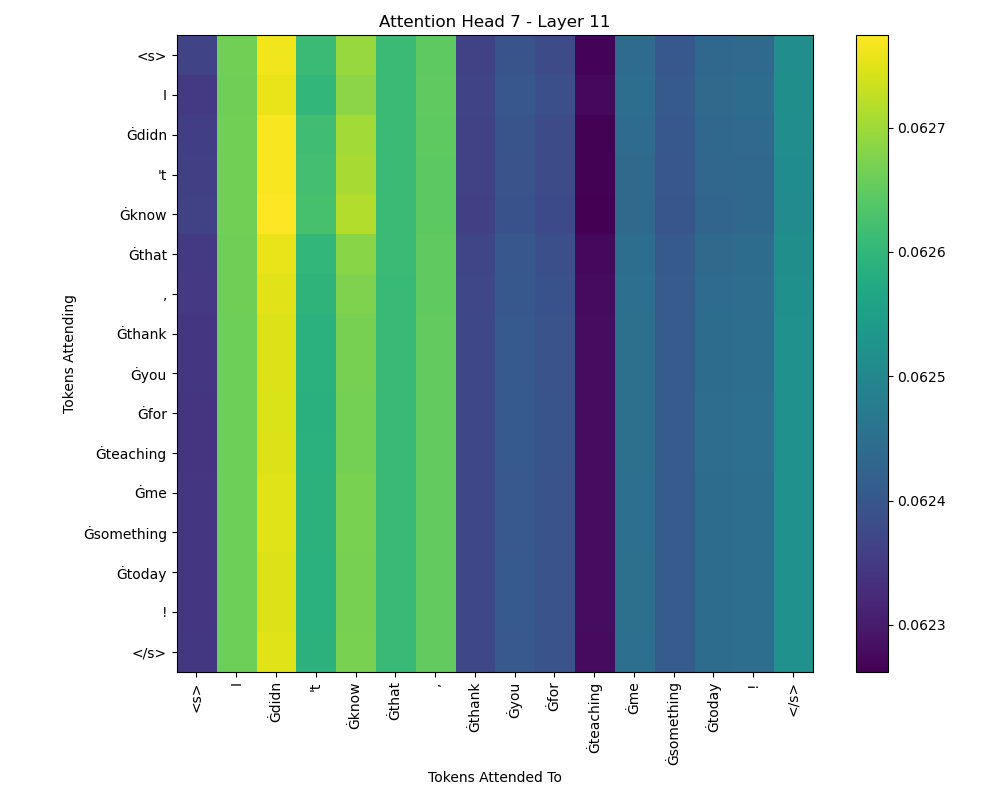 Attention Head 7 - Layer 11
Tokens Attending
<s>
I
Ġdidn
't
Ġknow
Ġthat
,
Ġthank
Ġyou
Ġfor
Ġteaching
Ġme
Ġsomething
Ġtoday
!
</s>
<s>
I
Ġdidn
't
Ġknow
Ġthat
,
Ġthank
Ġyou
Ġfor
Ġteaching
Ġme
Ġsomething
Ġtoday
!
</s>
Tokens Attended To
0.0627
0.0626
0.0625
0.0624
0.0623